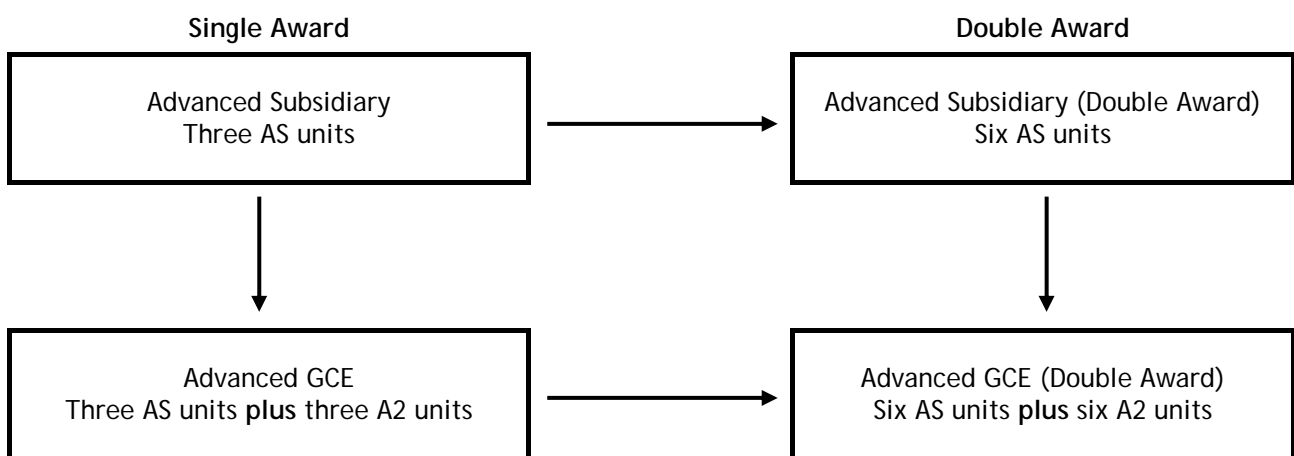 Single Award
Double Award
Advanced Subsidiary
Three AS units
Advanced Subsidiary (Double Award)
Six AS units
Advanced GCE
Three AS units plus three A2 units
Advanced GCE (Double Award)
Six AS units plus six A2 units